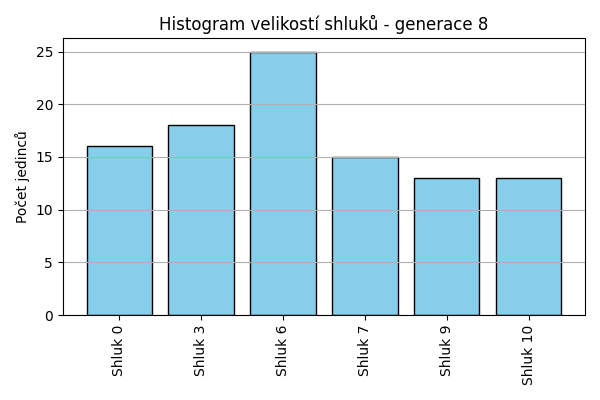 Histogram velikostí shluků - generace 8
Počet jedinců
25
20
15
10
5
0
Shluk 0
Shluk 3
Shluk 6
Shluk 7
Shluk 9
Shluk 10